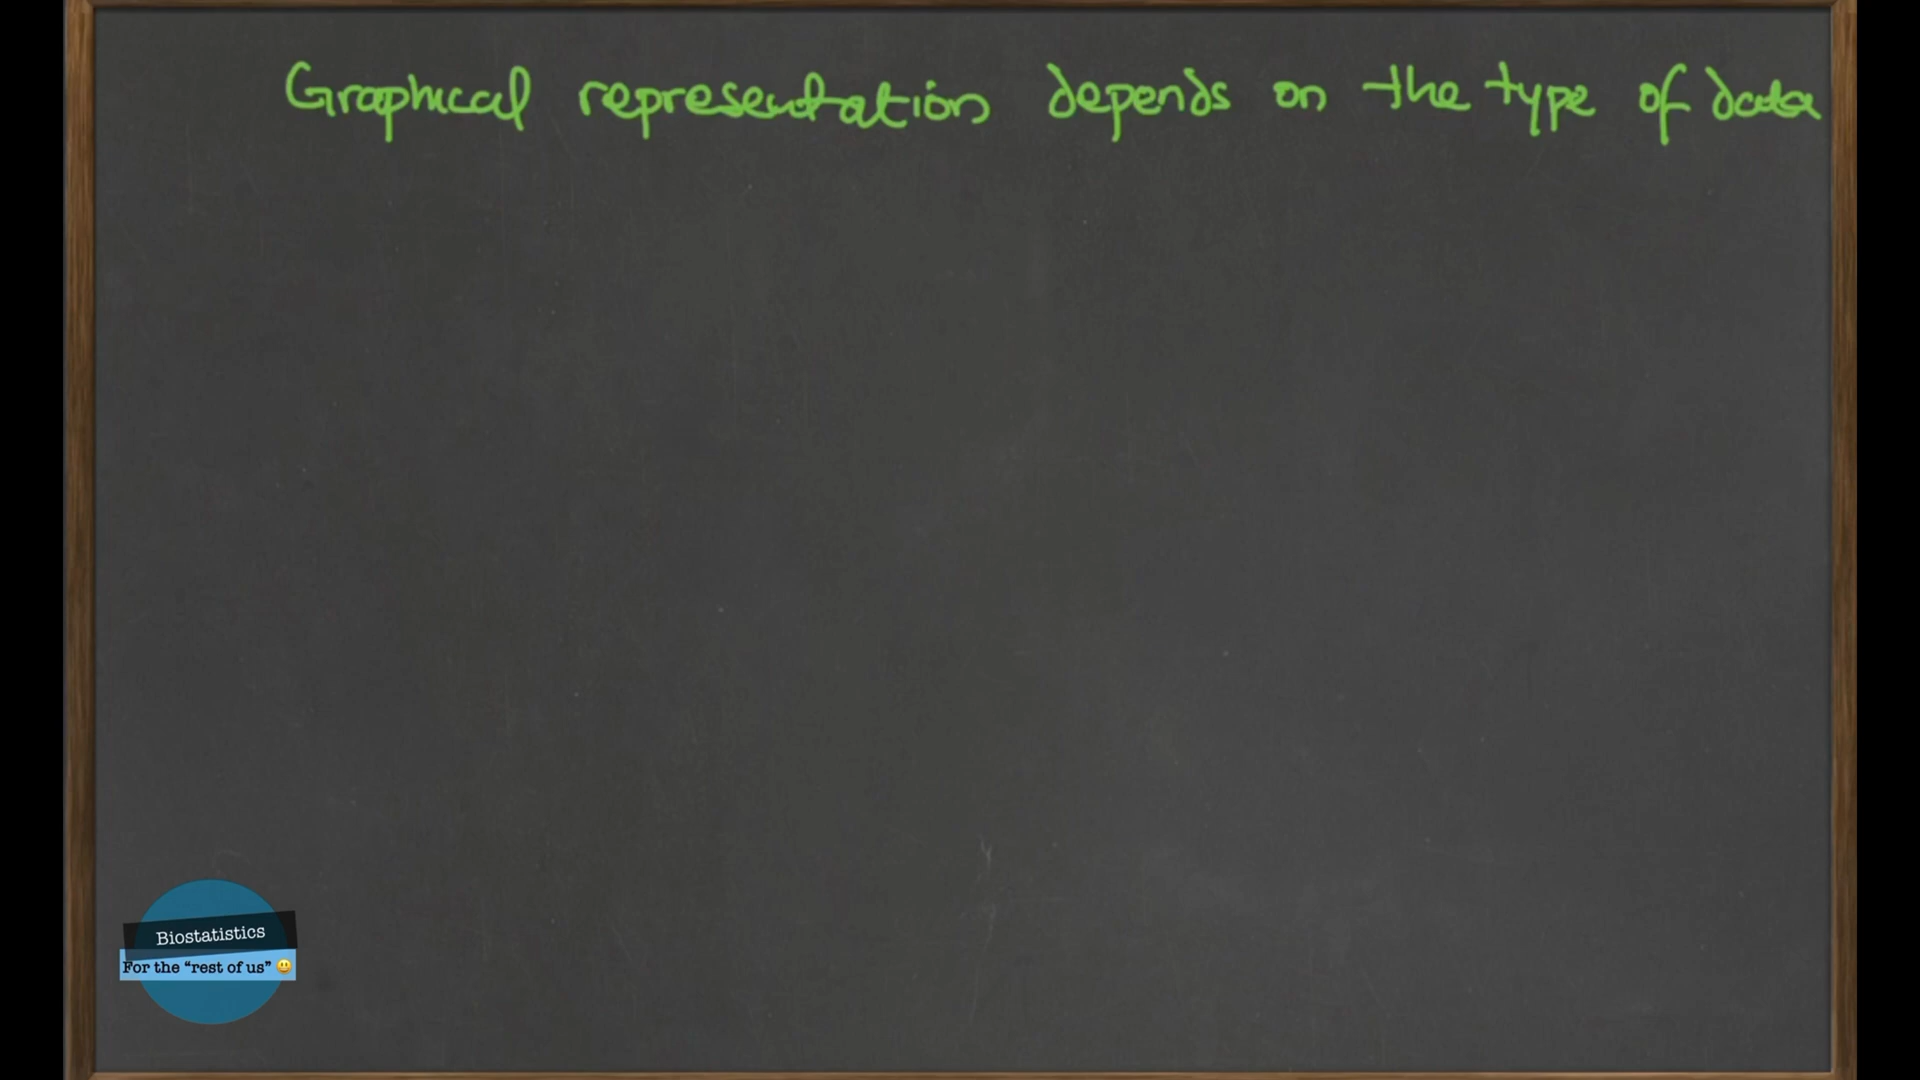 Graphical representation depends on the type of data
Biostatistics
For the “rest of us” 😃